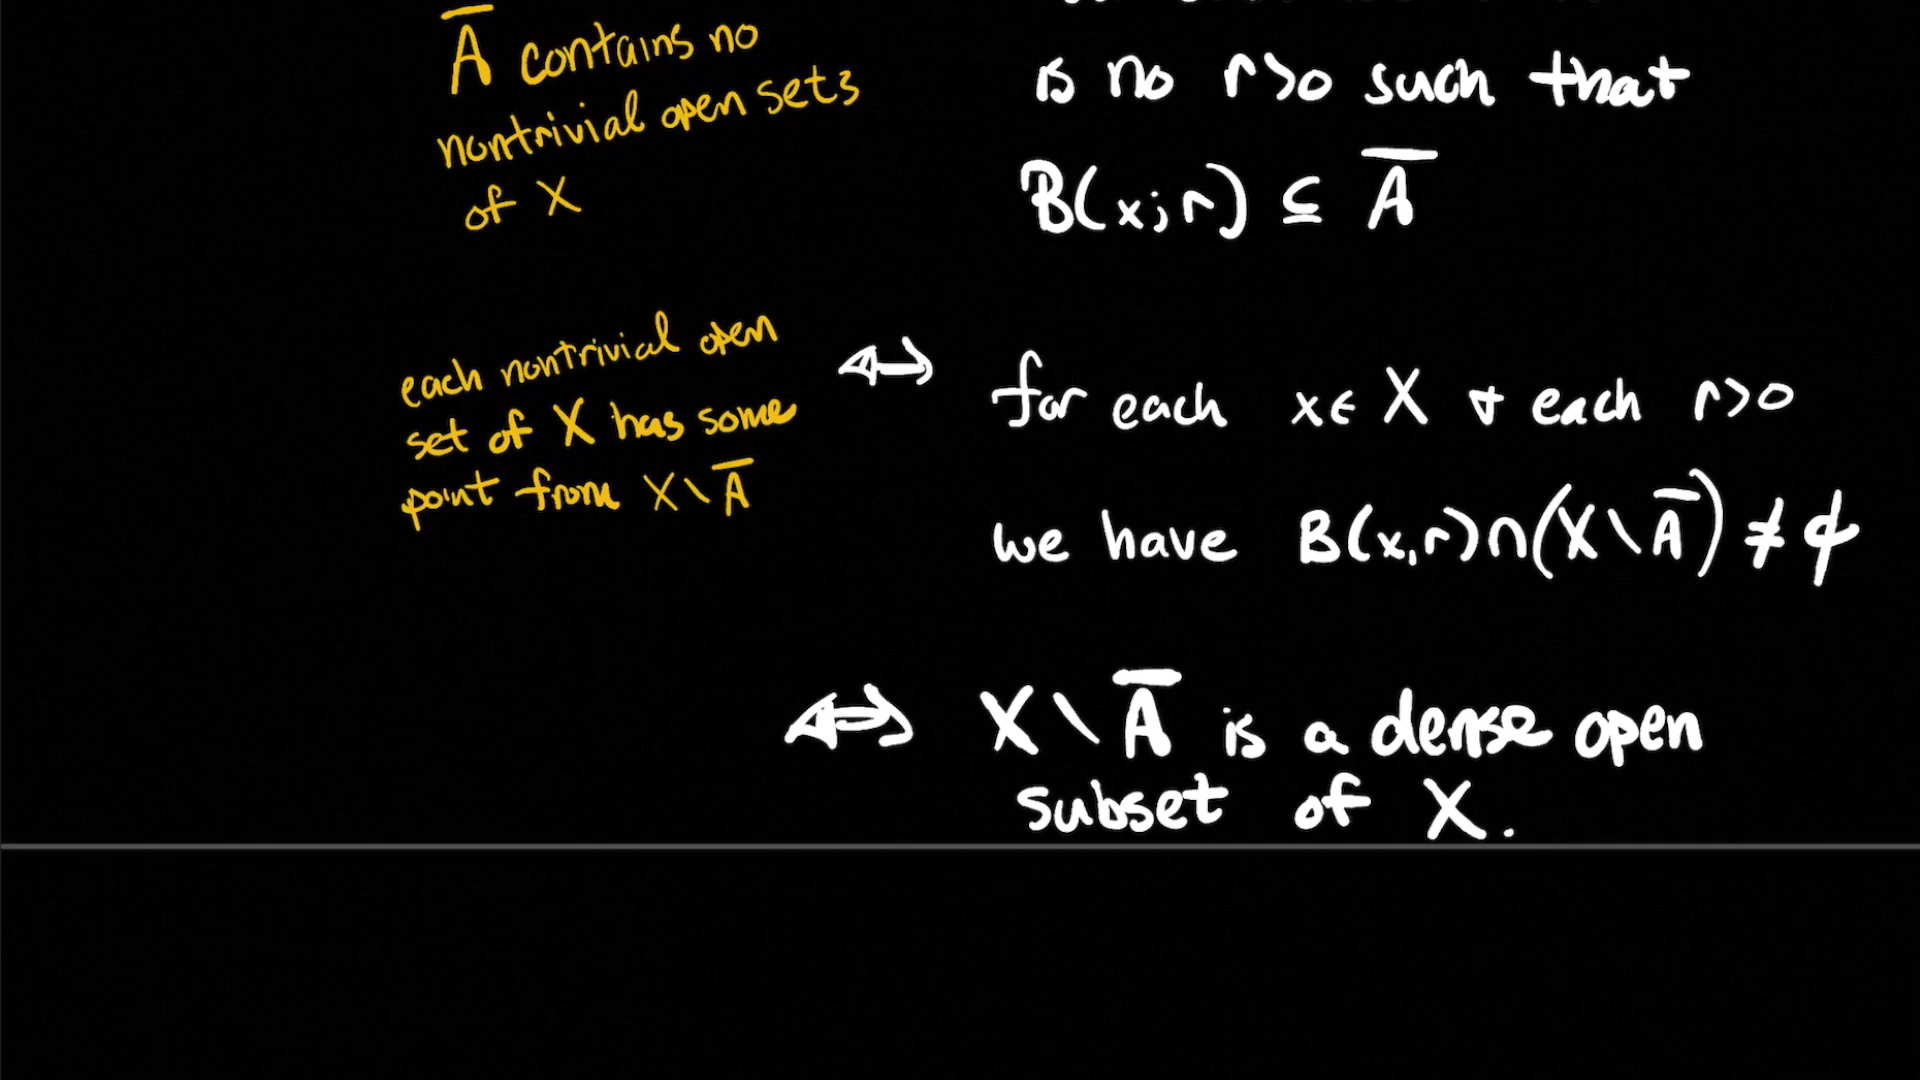 A̅ contains no
nontrivial open sets
of X
is no r>0 such that
B(x;r) ⊆ A̅
each nontrivial open
set of X has some
point from X\A̅
⟺ for each x∈X & each r>0
we have B(x,r)∩(X\A̅) ≠ ∅
⟺ X\A̅ is a dense open
subset of X.